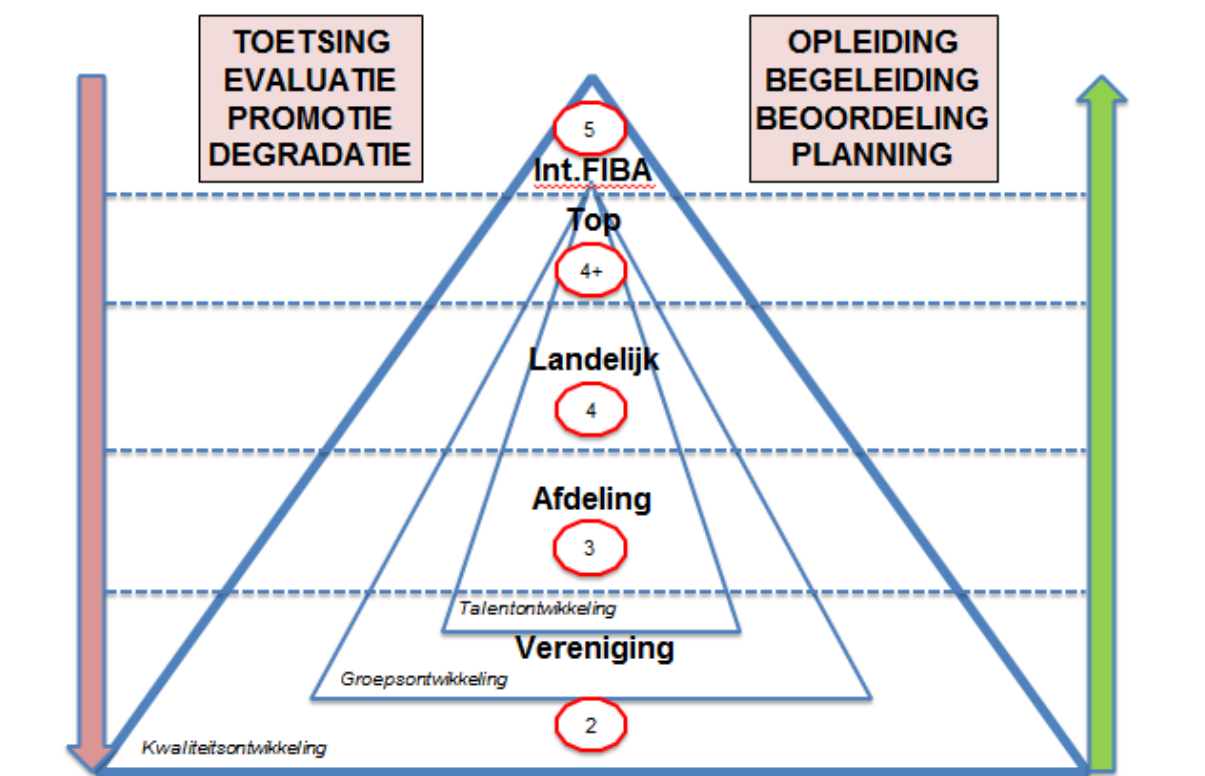 TOETSING
EVALUATIE
PROMOTIE
DEGRADATIE
OPLEIDING
BEGELEIDING
BEOORDELING
PLANNING
5
Int.FIBA
Top
4+
Landelijk
4
Afdeling
3
Talentontwikkeling
Vereniging
Groepsontwikkeling
2
Kwaliteitsontwikkeling